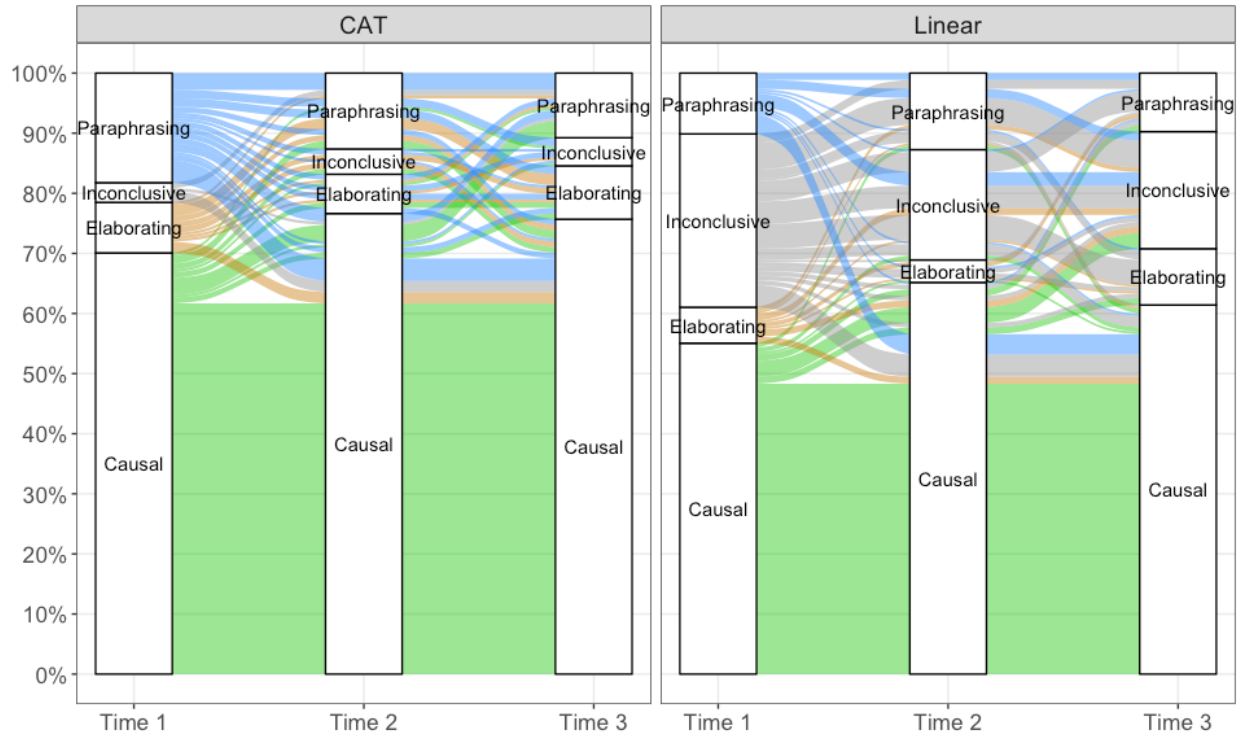 CAT
Linear
100%
90%
80%
70%
60%
50%
40%
30%
20%
10%
0%
Paraphrasing
Inconclusive
Elaborating
Causal
Paraphrasing
Inconclusive
Elaborating
Causal
Paraphrasing
Inconclusive
Elaborating
Causal
Paraphrasing
Inconclusive
Elaborating
Causal
Paraphrasing
Inconclusive
Elaborating
Causal
Paraphrasing
Inconclusive
Elaborating
Causal
Time 1
Time 2
Time 3
Time 1
Time 2
Time 3